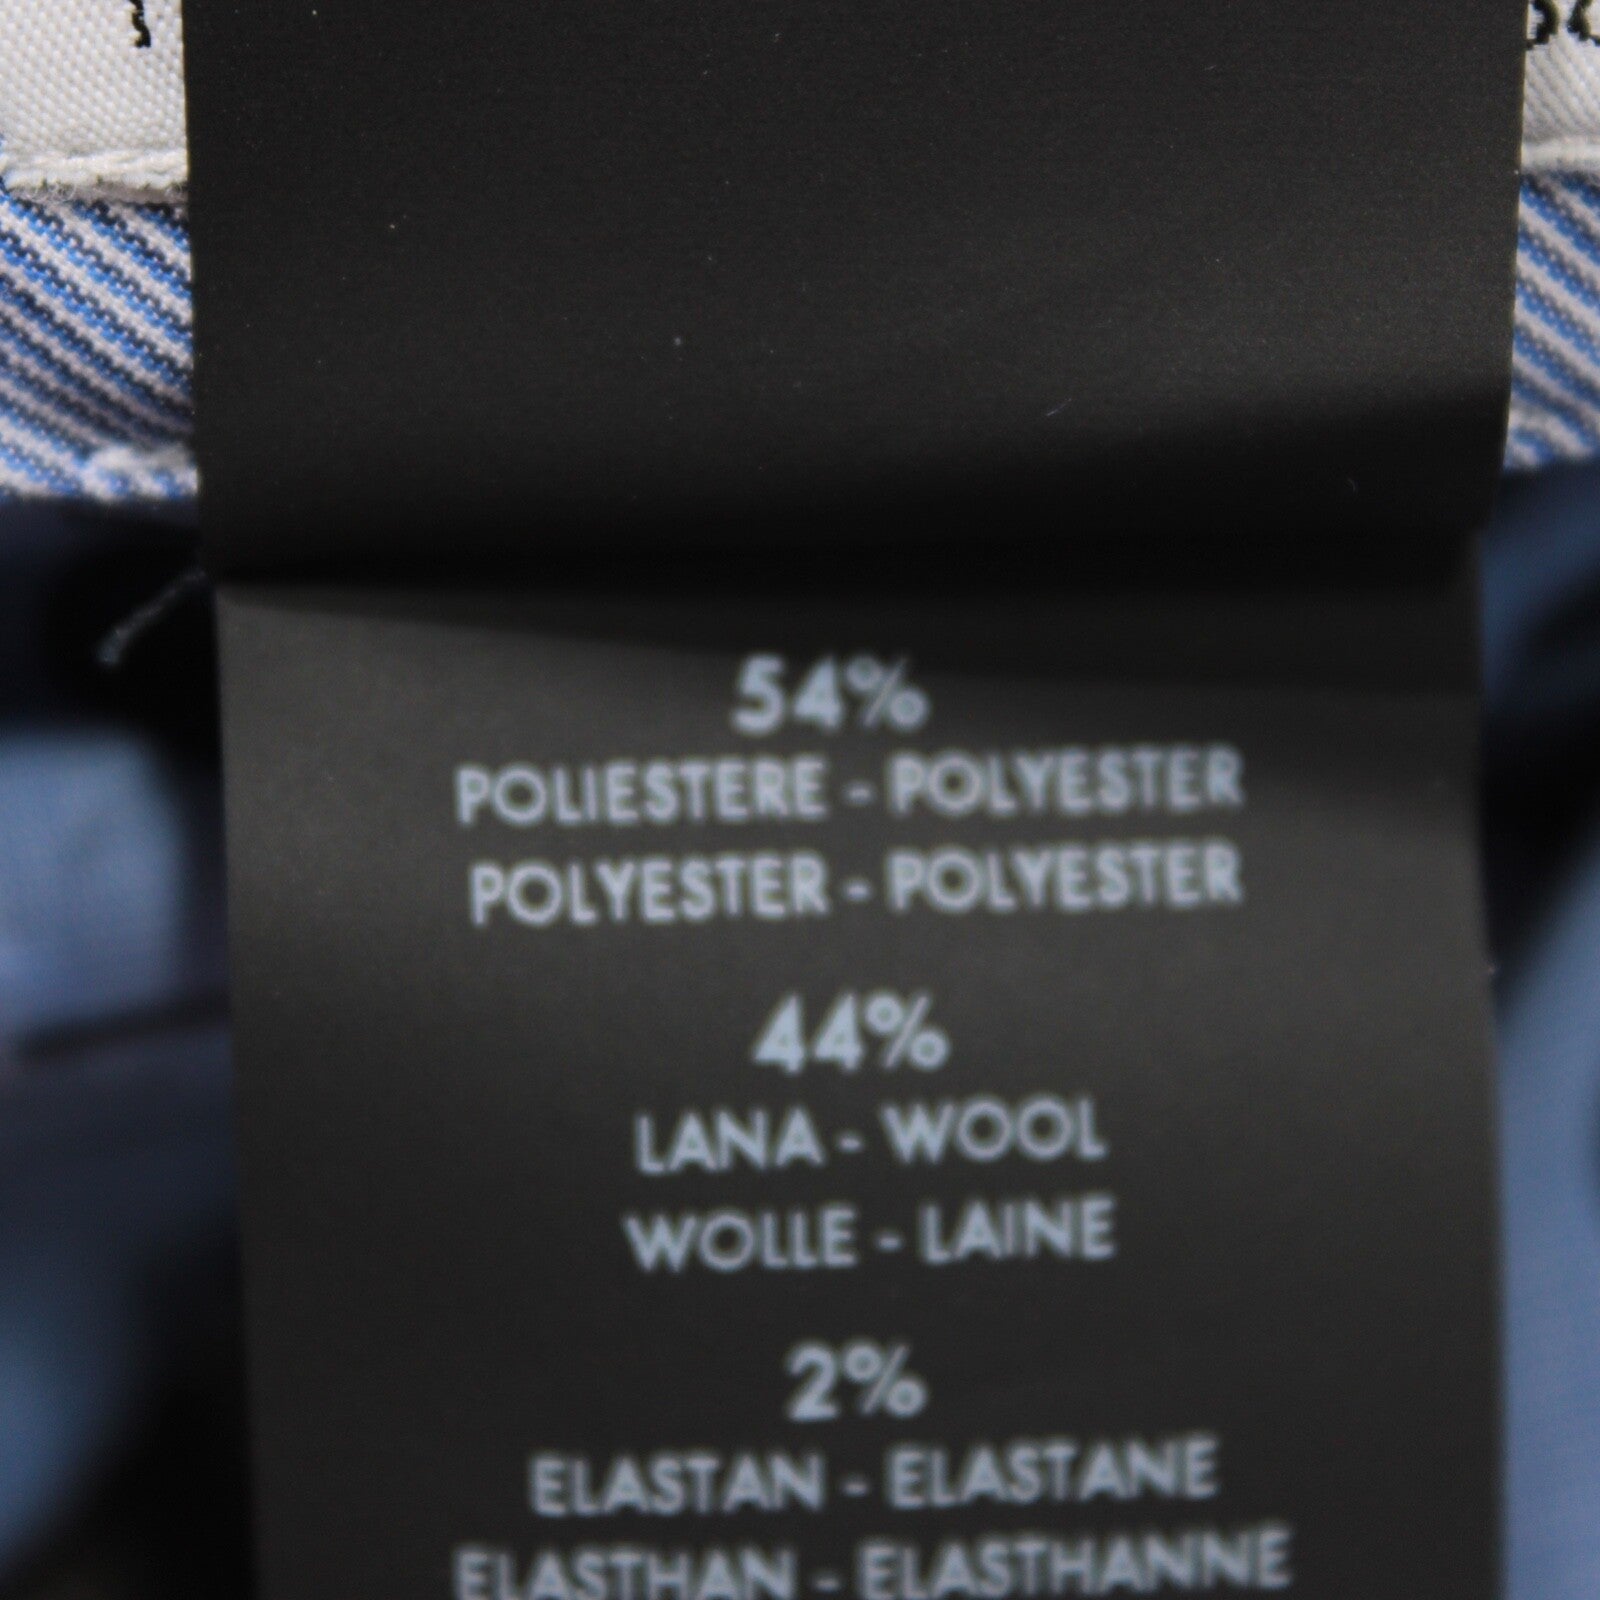 54%
POLIESTERE - POLYESTER
POLYESTER - POLYESTER
44%
LANA - WOOL
WOLLE - LAINE
2%
ELASTAN - ELASTANE
ELASTHAN - ELASTHANNE